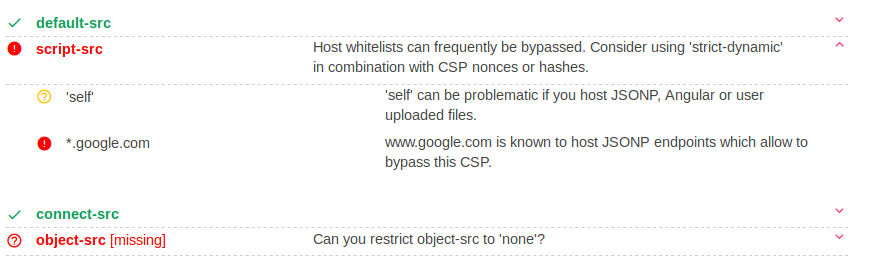 default-src
script-src Host whitelists can frequently be bypassed. Consider using 'strict-dynamic'
in combination with CSP nonces or hashes.
'self' 'self' can be problematic if you host JSONP, Angular or user
uploaded files.
*.google.com www.google.com is known to host JSONP endpoints which allow to
bypass this CSP.
connect-src
object-src [missing] Can you restrict object-src to 'none'?